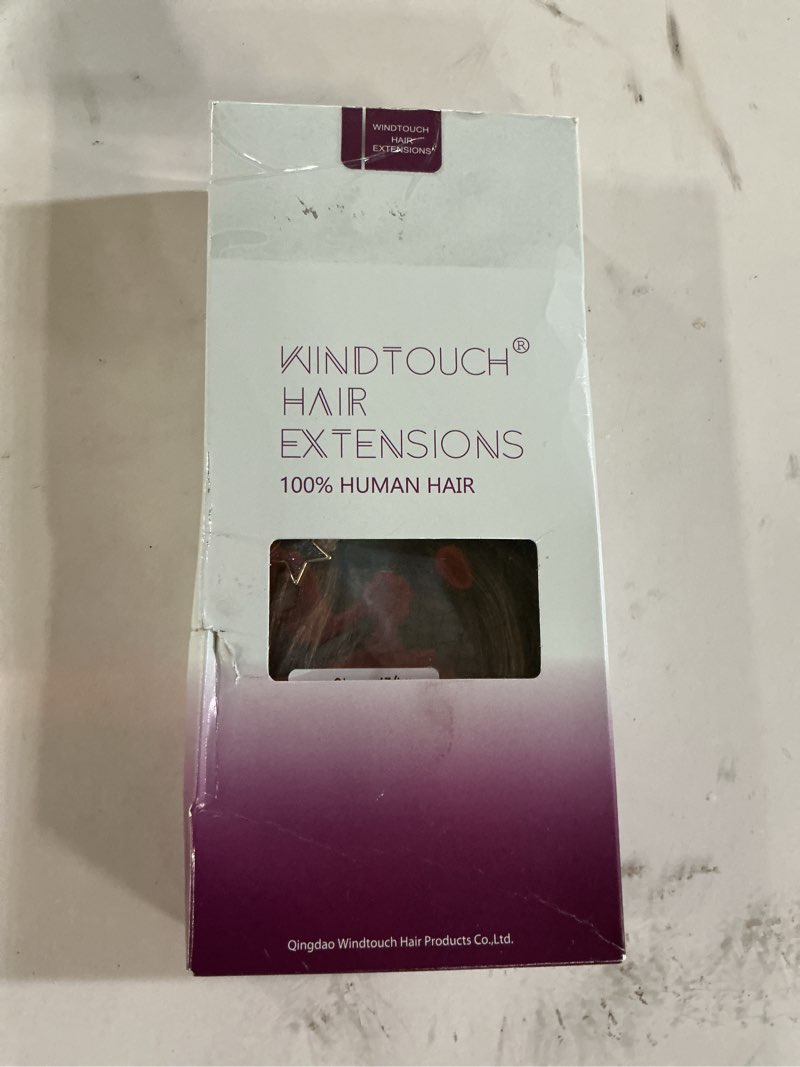 WINDTOUCH
HAIR
EXTENSIONS
WINDTOUCH®
HAIR
EXTENSIONS
100% HUMAN HAIR
Qingdao Windtouch Hair Products Co.,Ltd.